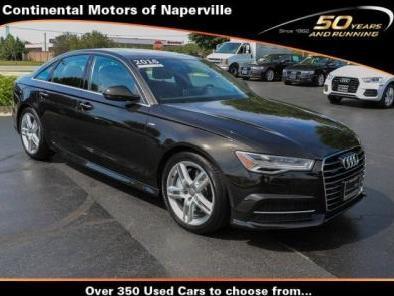 Continental Motors of Naperville
Since 1962
50 YEARS
AND RUNNING
2016
Over 350 Used Cars to choose from...